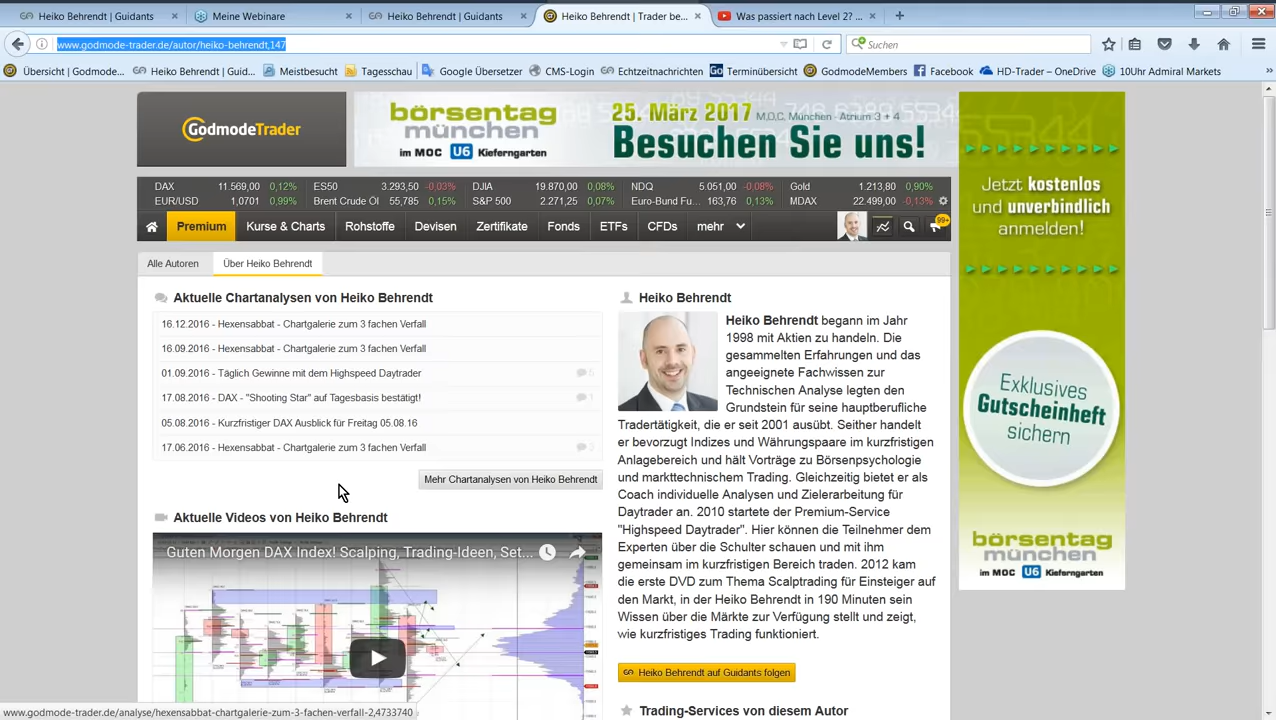 Heiko Behrendt | Guidants
Meine Webinare
Heiko Behrendt | Guidants
Heiko Behrendt | Trader be...
Was passiert nach Level 2? ...
www.godmode-trader.de/autor/heiko-behrendt,147
Suchen
Übersicht | Godmode...
Heiko Behrendt | Guid...
Meistbesucht
Tagesschau
Google Übersetzer
CMS-Login
Echtzeitnachrichten
Go Terminübersicht
GodmodeMembers
Facebook
HD-Trader – OneDrive
10Uhr Admiral Markets
GodmodeTrader
börsentag
münchen
im MOC U6 Kieferngarten
25. März 2017 M,O,C, München · Atrium 3 + 4
Besuchen Sie uns!
DAX 11.569,00 0,12% ES50 3.293,50 -0,03% DJIA 19.870,00 0,08% NDQ 5.051,00 -0,08% Gold 1.213,80 0,90%
EUR/USD 1,0701 0,99% Brent Crude Öl 55,785 0,15% S&P 500 2.271,25 0,07% Euro-Bund Fu... 163,76 0,13% MDAX 22.499,00 -0,13%
Premium Kurse & Charts Rohstoffe Devisen Zertifikate Fonds ETFs CFDs mehr
99+
Alle Autoren Über Heiko Behrendt
Aktuelle Chartanalysen von Heiko Behrendt
16.12.2016 - Hexensabbat - Chartgalerie zum 3 fachen Verfall
16.09.2016 - Hexensabbat - Chartgalerie zum 3 fachen Verfall
01.09.2016 - Täglich Gewinne mit dem Highspeed Daytrader 5
17.08.2016 - DAX - "Shooting Star" auf Tagesbasis bestätigt! 1
05.08.2016 - Kurzfristiger DAX Ausblick für Freitag 05.08.16
17.06.2016 - Hexensabbat - Chartgalerie zum 3 fachen Verfall 3
Mehr Chartanalysen von Heiko Behrendt
Aktuelle Videos von Heiko Behrendt
Guten Morgen DAX Index! Scalping, Trading-Ideen, Set...
Heiko Behrendt
Heiko Behrendt begann im Jahr
1998 mit Aktien zu handeln. Die
gesammelten Erfahrungen und das
angeeignete Fachwissen zur
Technischen Analyse legten den
Grundstein für seine hauptberufliche
Tradertätigkeit, die er seit 2001 ausübt. Seither handelt
er bevorzugt Indizes und Währungspaare im kurzfristigen
Anlagebereich und hält Vorträge zu Börsenpsychologie
und markttechnischem Trading. Gleichzeitig bietet er als
Coach individuelle Analysen und Zielerarbeitung für
Daytrader an. 2010 startete der Premium-Service
"Highspeed Daytrader". Hier können die Teilnehmer dem
Experten über die Schulter schauen und mit ihm
gemeinsam im kurzfristigen Bereich traden. 2012 kam
die erste DVD zum Thema Scalptrading für Einsteiger auf
den Markt, in der Heiko Behrendt in 190 Minuten sein
Wissen über die Märkte zur Verfügung stellt und zeigt,
wie kurzfristiges Trading funktioniert.
Heiko Behrendt auf Guidants folgen
Trading-Services von diesem Autor
Jetzt kostenlos
und unverbindlich
anmelden!
Exklusives
Gutscheinheft
sichern
börsentag
münchen
im MOC U6 Kieferngarten
www.godmode-trader.de/analyse/hexensabbat-chartgalerie-zum-3-fachen-verfall-2,4733740